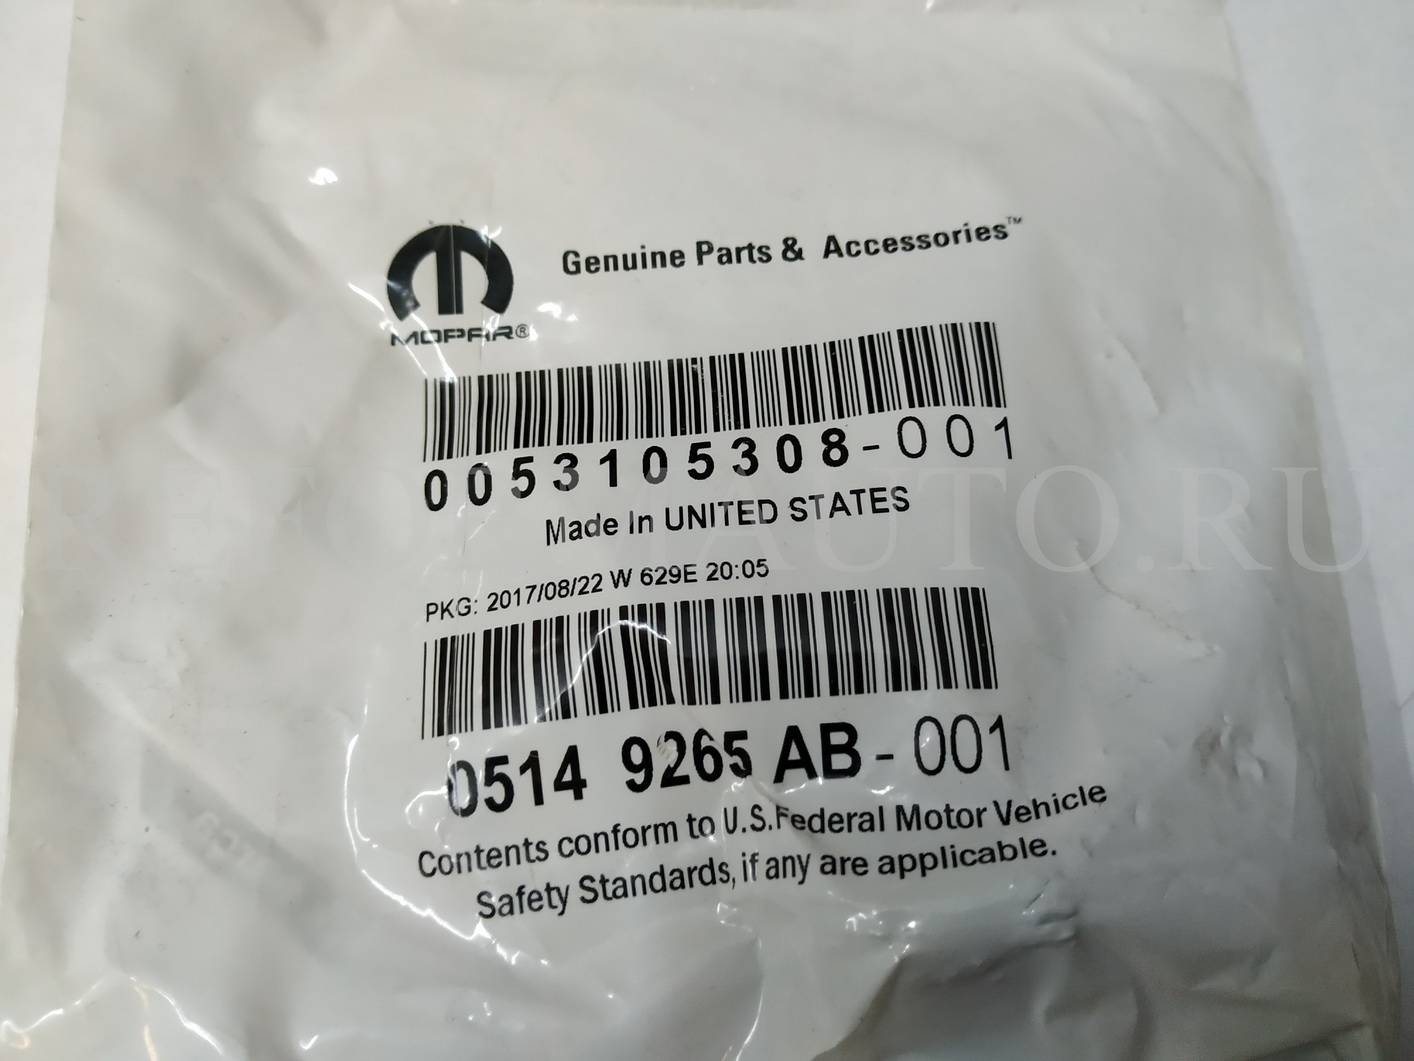 Genuine Parts & Accessories™
MOPAR®
0053105308-001
Made In UNITED STATES
PKG: 2017/08/22 W 629E 20:05
0514 9265 AB-001
Contents conform to U.S.Federal Motor Vehicle
Safety Standards, if any are applicable.